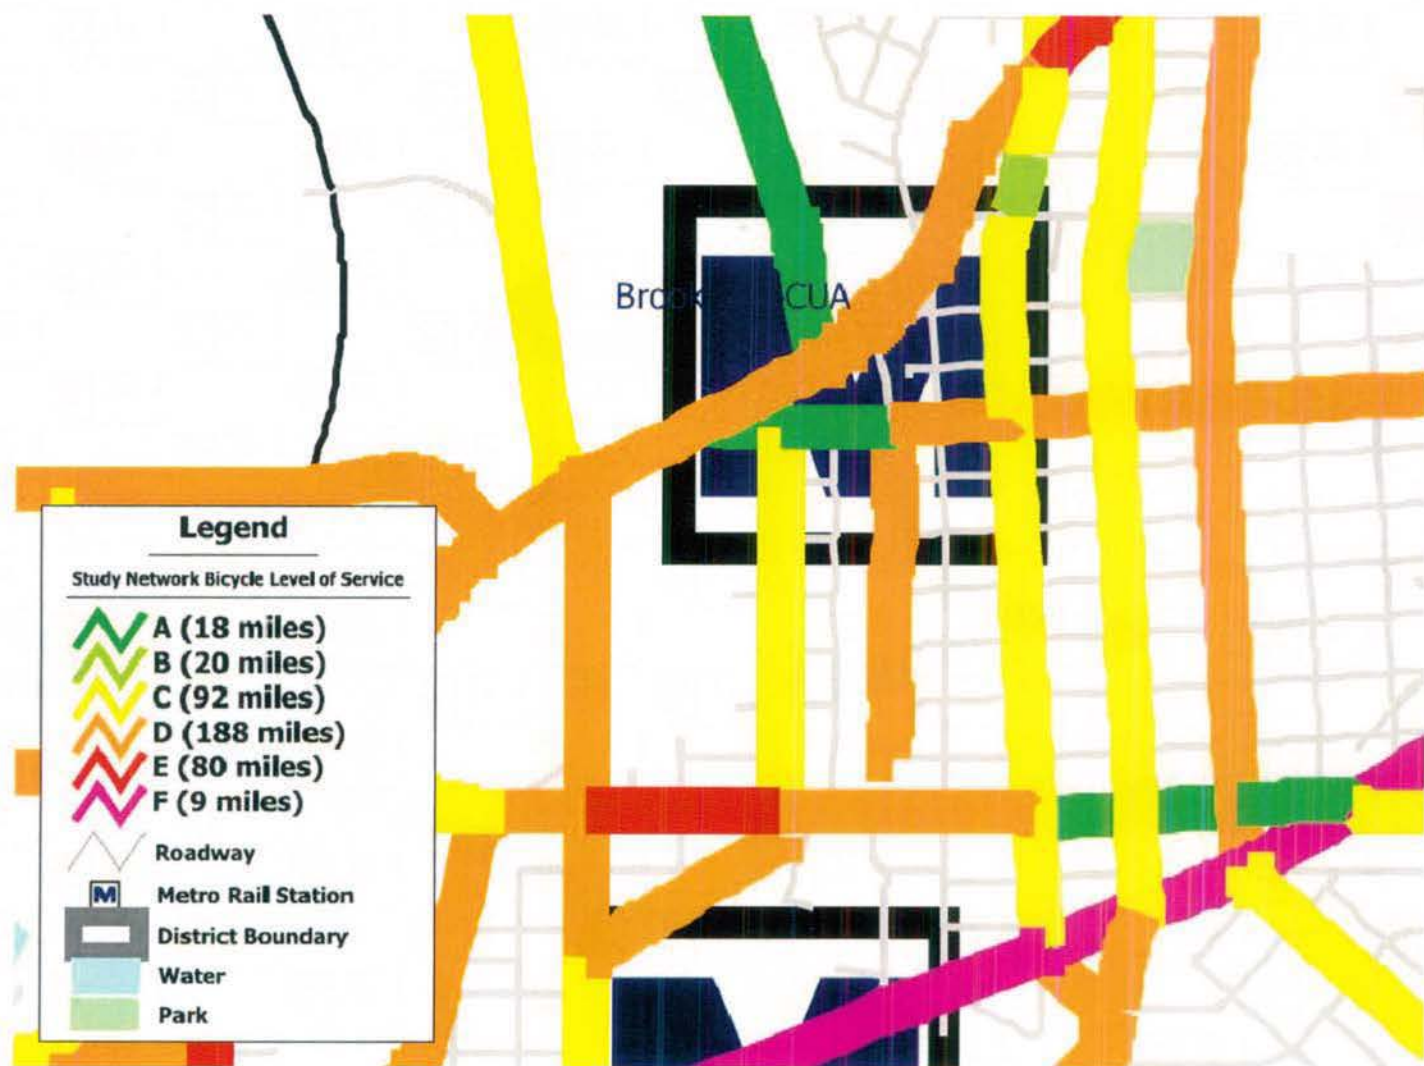 CUA
Legend
Study Network Bicycle Level of Service
A (18 miles)
B (20 miles)
C (92 miles)
D (188 miles)
E (80 miles)
F (9 miles)
Roadway
M Metro Rail Station
District Boundary
Water
Park